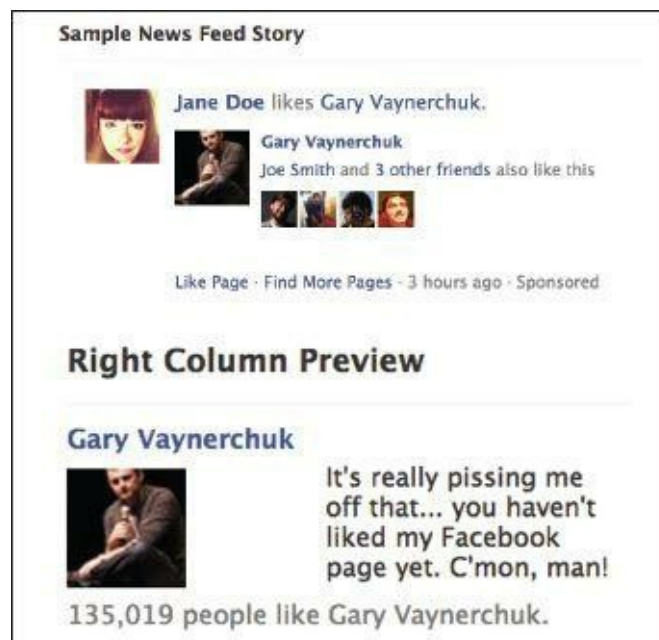 Sample News Feed Story
Jane Doe likes Gary Vaynerchuk.
Gary Vaynerchuk
Joe Smith and 3 other friends also like this
Like Page · Find More Pages · 3 hours ago · Sponsored
Right Column Preview
Gary Vaynerchuk
It's really pissing me
off that... you haven't
liked my Facebook
page yet. C'mon, man!
135,019 people like Gary Vaynerchuk.